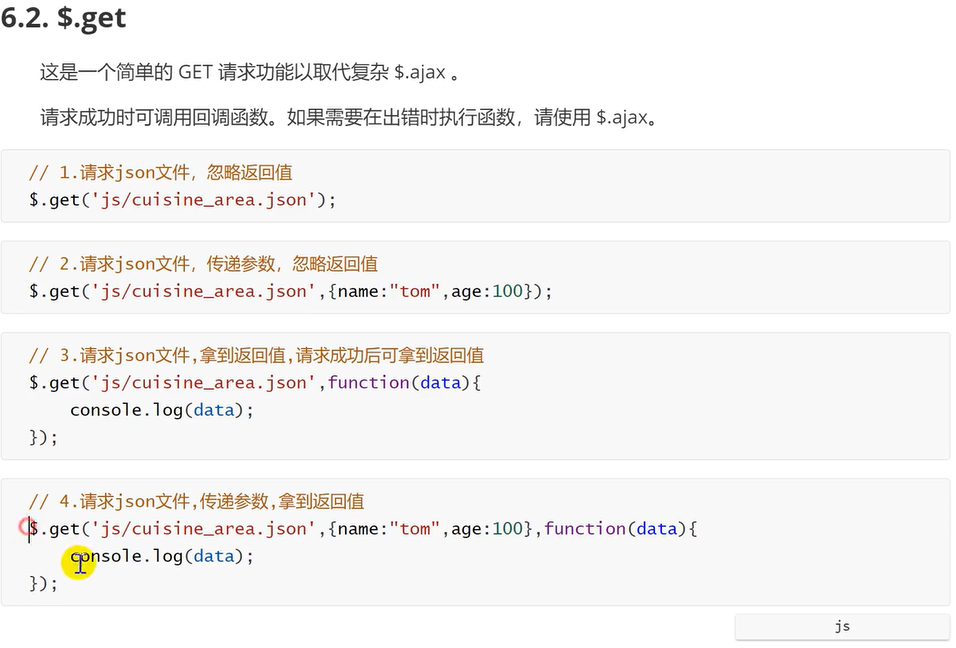 6.2. $.get
这是一个简单的 GET 请求功能以取代复杂 $.ajax 。
请求成功时可调用回调函数。如果需要在出错时执行函数，请使用 $.ajax。
// 1.请求json文件，忽略返回值
$.get('js/cuisine_area.json');
// 2.请求json文件，传递参数，忽略返回值
$.get('js/cuisine_area.json',{name:"tom",age:100});
// 3.请求json文件,拿到返回值,请求成功后可拿到返回值
$.get('js/cuisine_area.json',function(data){
    console.log(data);
});
// 4.请求json文件,传递参数,拿到返回值
$.get('js/cuisine_area.json',{name:"tom",age:100},function(data){
    console.log(data);
});
js